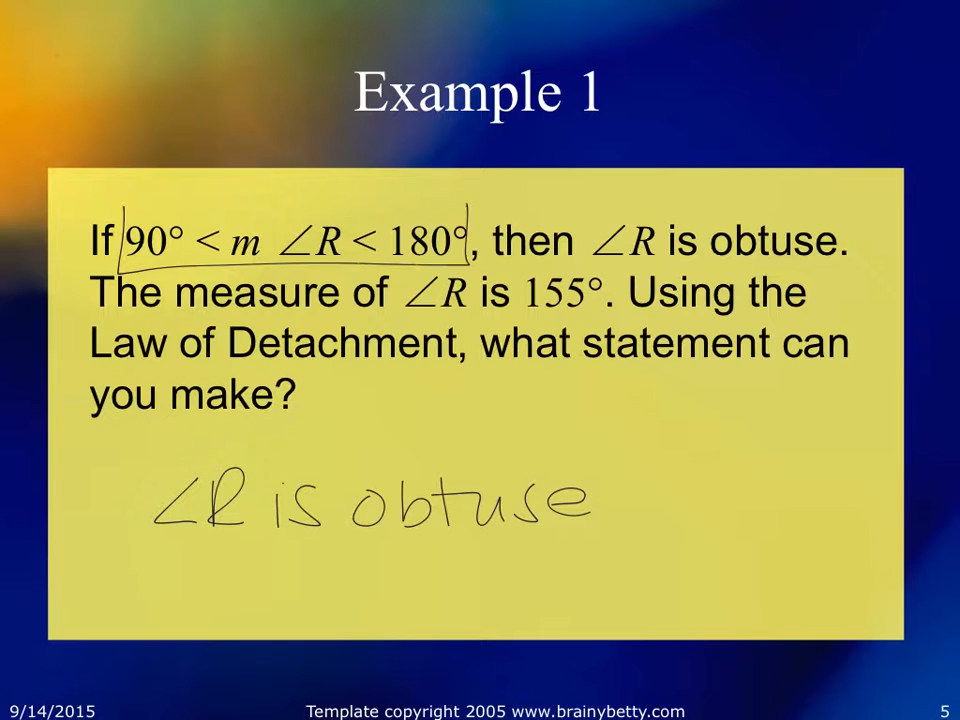 Example 1
If 90° < m ∠R < 180°, then ∠R is obtuse.
The measure of ∠R is 155°. Using the
Law of Detachment, what statement can
you make?
∠R is obtuse
9/14/2015 Template copyright 2005 www.brainybetty.com 5